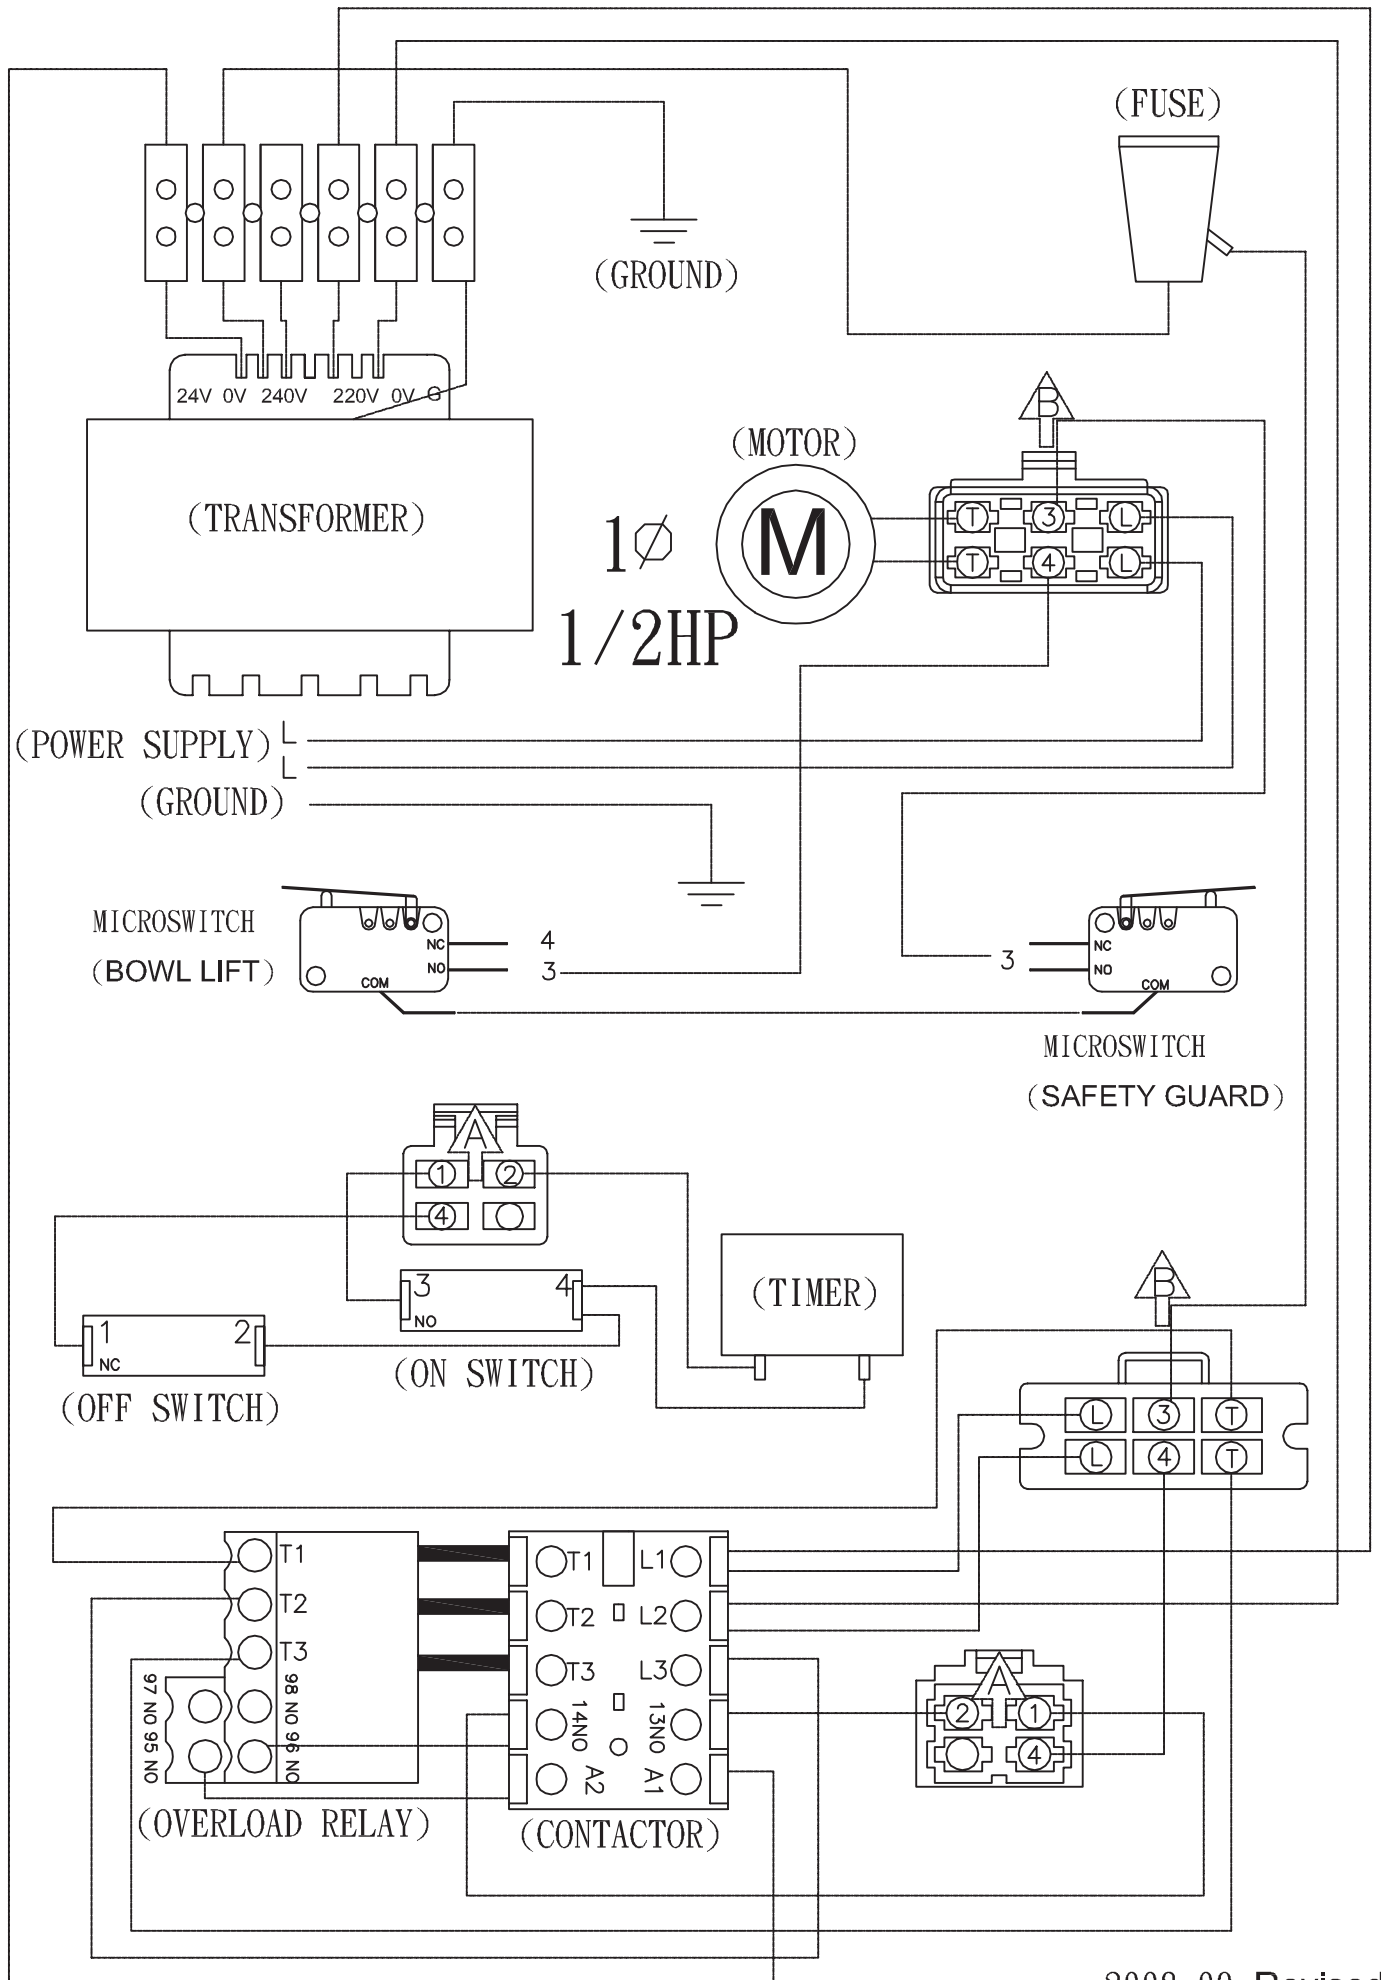 (FUSE)
(GROUND)
24V 0V 240V 220V 0V G
(TRANSFORMER)
B
(MOTOR)
1Ø
M
T 3 L
T 4 L
1/2HP
(POWER SUPPLY) L
L
(GROUND)
MICROSWITCH
(BOWL LIFT)
NC
NO
COM
4
3
3
NC
NO
COM
MICROSWITCH
(SAFETY GUARD)
A
1 2
4
3 4
NO
(ON SWITCH)
(TIMER)
1 2
NC
(OFF SWITCH)
B
L 3 T
L 4 T
T1
T2
T3
97 NO 95 NO
98 NO 96 NO
(OVERLOAD RELAY)
T1 L1
T2 L2
T3 L3
14NO 13NO
A2 A1
(CONTACTOR)
A
2 1
4